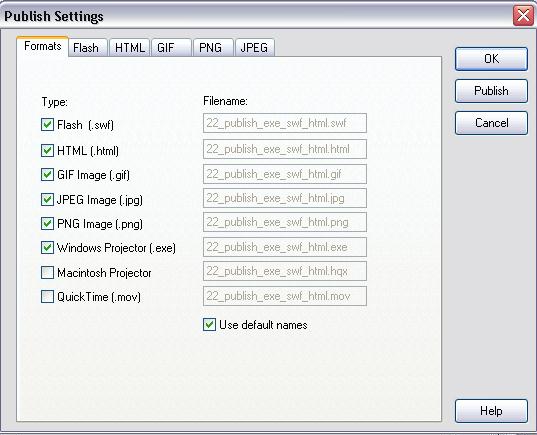 Publish Settings
Formats Flash HTML GIF PNG JPEG
OK
Publish
Cancel
Type: Filename:
Flash (.swf) 22_publish_exe_swf_html.swf
HTML (.html) 22_publish_exe_swf_html.html
GIF Image (.gif) 22_publish_exe_swf_html.gif
JPEG Image (.jpg) 22_publish_exe_swf_html.jpg
PNG Image (.png) 22_publish_exe_swf_html.png
Windows Projector (.exe) 22_publish_exe_swf_html.exe
Macintosh Projector 22_publish_exe_swf_html.hqx
QuickTime (.mov) 22_publish_exe_swf_html.mov
Use default names
Help